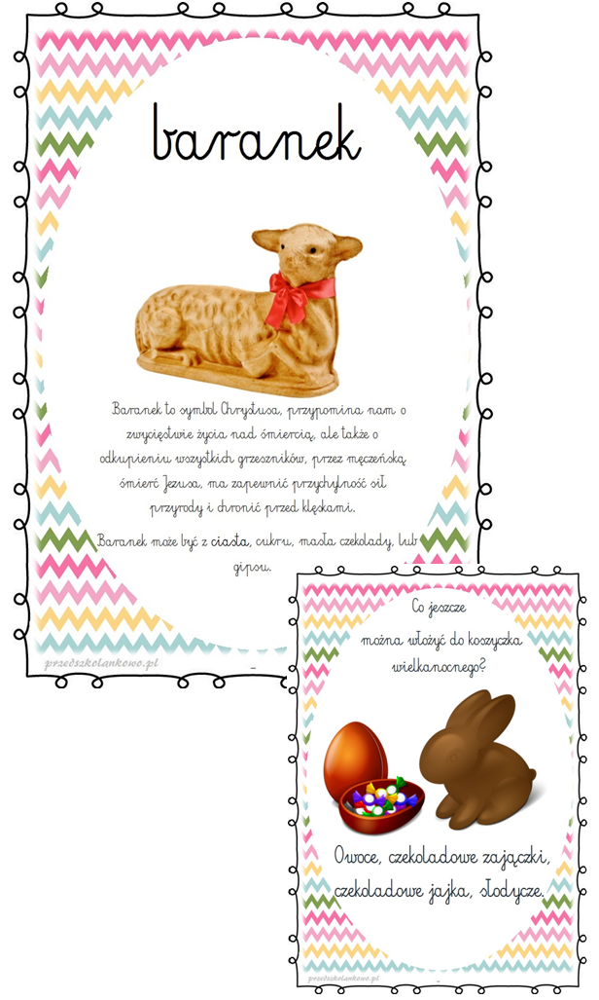 baranek
Baranek to symbol Chrystusa, przypomina nam o
zwycięstwie życia nad śmiercią, ale także o
odkupieniu wszystkich grzeszników, przez męczeńską
śmierć Jezusa, ma zapewnić przychylność sił
przyrody i chronić przed klęskami.
Baranek może być z ciasta, cukru, masła czekolady, lub
gipsu.
przedszkolankowo.pl
Co jeszcze
można włożyć do koszyczka
wielkanocnego?
Owoce, czekoladowe zajączki,
czekoladowe jajka, słodycze.
przedszkolankowo.pl